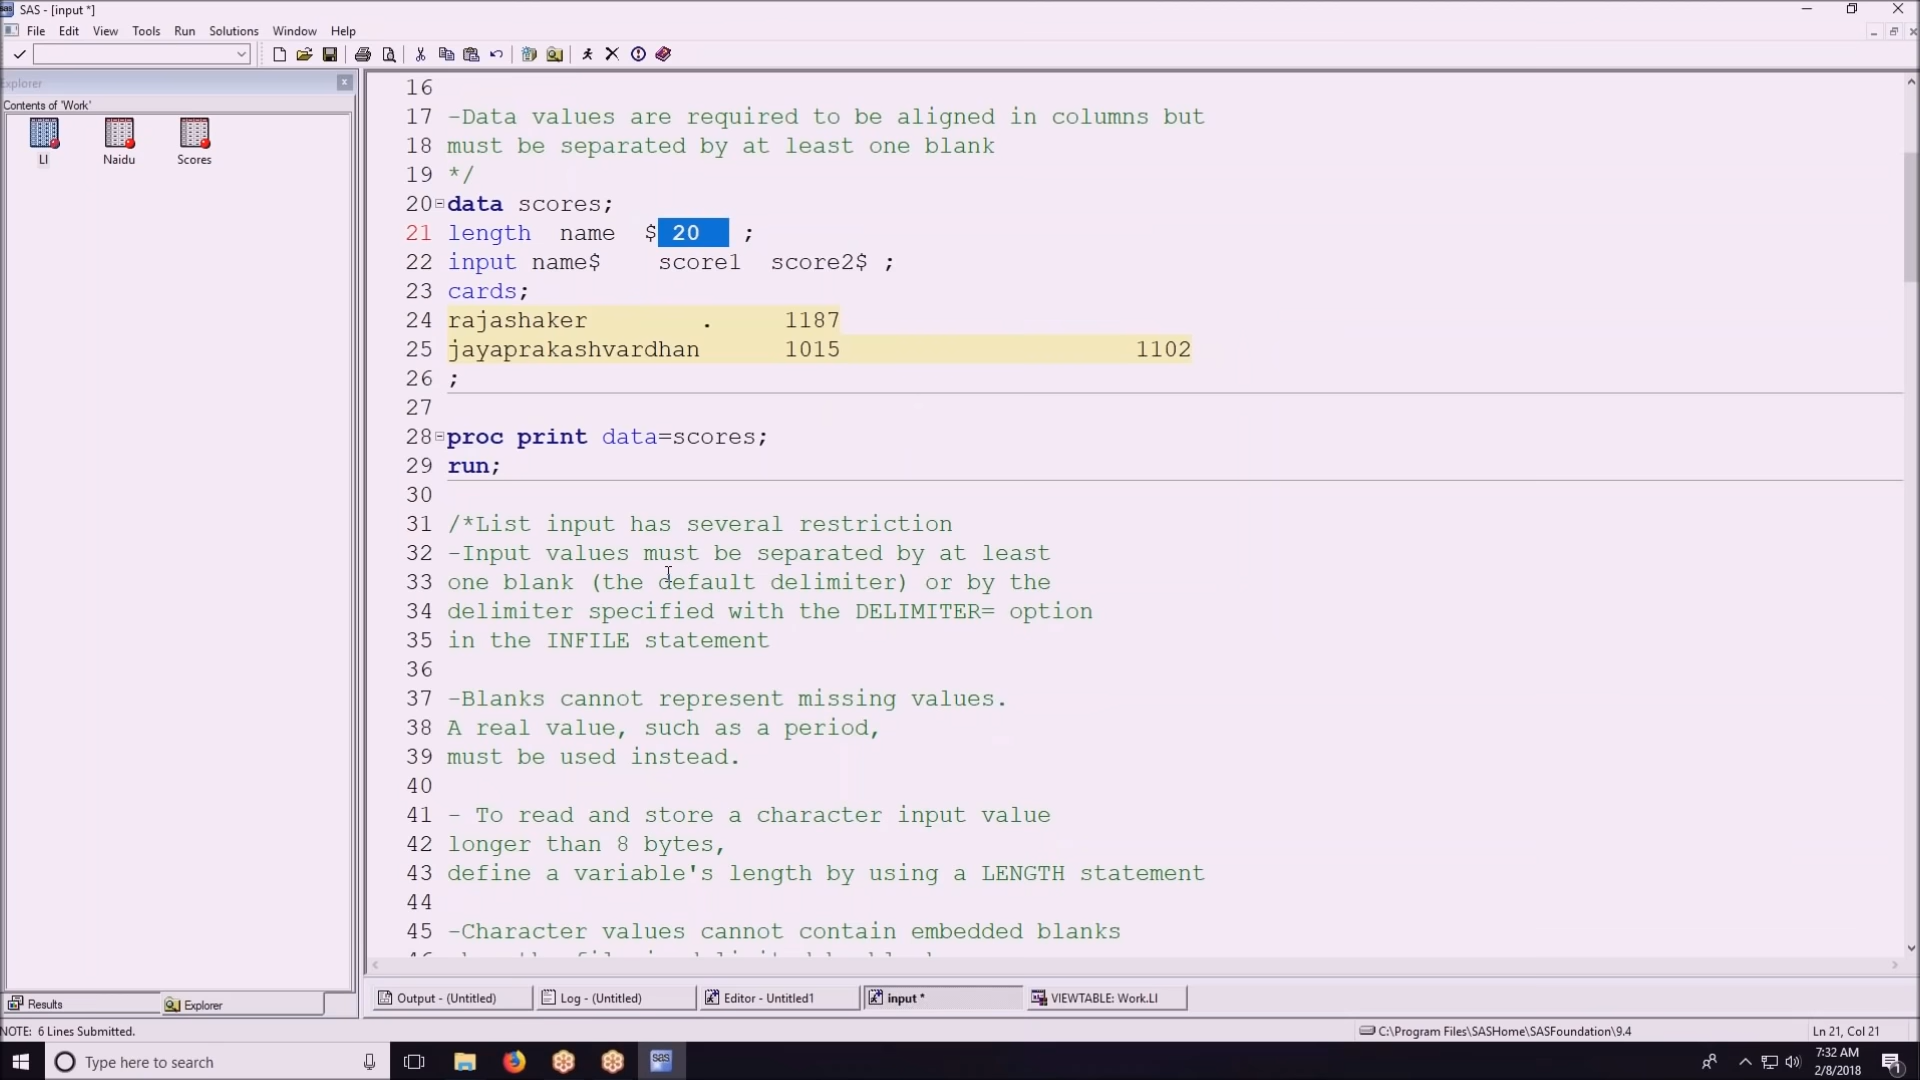 SAS - [input *]
File Edit View Tools Run Solutions Window Help
Explorer
Contents of 'Work'
LI Naidu Scores
16
17 -Data values are required to be aligned in columns but
18 must be separated by at least one blank
19 */
20 data scores;
21 length name $ 20 ;
22 input name$ score1 score2$ ;
23 cards;
24 rajashaker . 1187
25 jayaprakashvardhan 1015 1102
26 ;
27
28 proc print data=scores;
29 run;
30
31 /*List input has several restriction
32 -Input values must be separated by at least
33 one blank (the default delimiter) or by the
34 delimiter specified with the DELIMITER= option
35 in the INFILE statement
36
37 -Blanks cannot represent missing values.
38 A real value, such as a period,
39 must be used instead.
40
41 - To read and store a character input value
42 longer than 8 bytes,
43 define a variable's length by using a LENGTH statement
44
45 -Character values cannot contain embedded blanks
Results Explorer
Output - (Untitled) Log - (Untitled) Editor - Untitled1 input * VIEWTABLE: Work.LI
NOTE: 6 Lines Submitted.
C:\Program Files\SASHome\SASFoundation\9.4
Ln 21, Col 21
Type here to search
sas
7:32 AM
2/8/2018
1